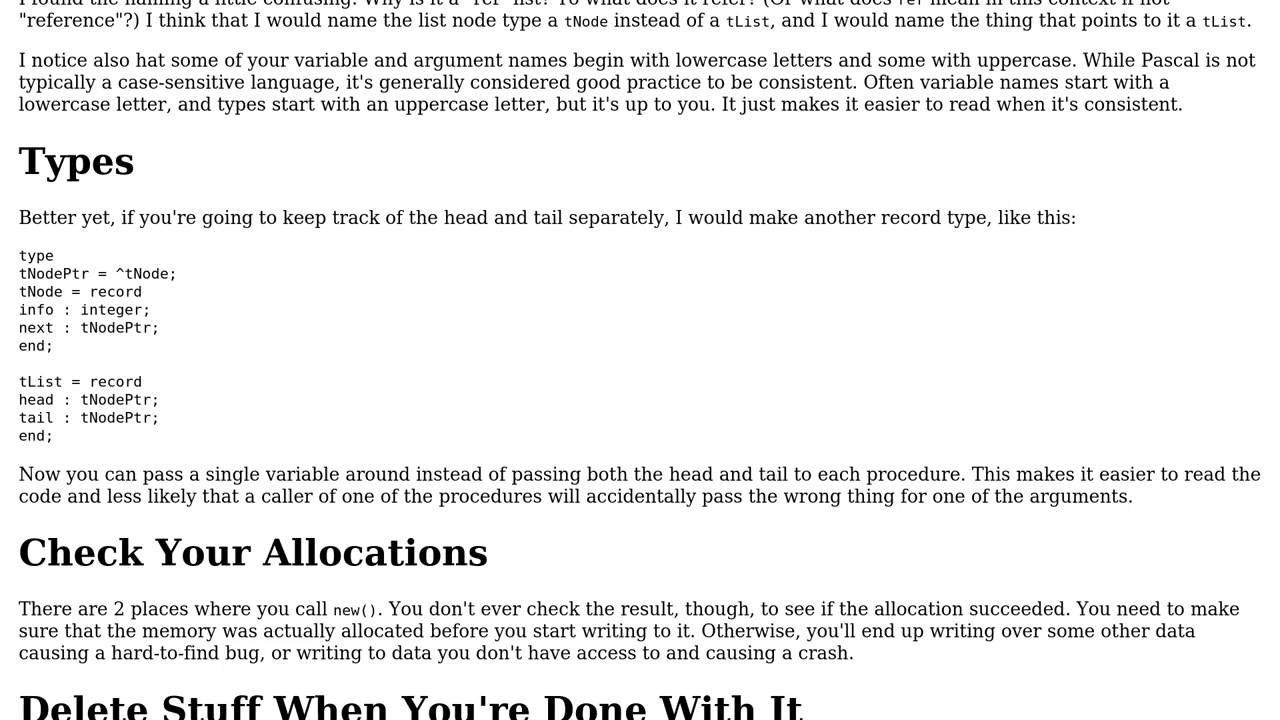 "reference"?) I think that I would name the list node type a tNode instead of a tList, and I would name the thing that points to it a tList.
I notice also hat some of your variable and argument names begin with lowercase letters and some with uppercase. While Pascal is not
typically a case-sensitive language, it's generally considered good practice to be consistent. Often variable names start with a
lowercase letter, and types start with an uppercase letter, but it's up to you. It just makes it easier to read when it's consistent.
Types
Better yet, if you're going to keep track of the head and tail separately, I would make another record type, like this:
type
tNodePtr = ^tNode;
tNode = record
info : integer;
next : tNodePtr;
end;
tList = record
head : tNodePtr;
tail : tNodePtr;
end;
Now you can pass a single variable around instead of passing both the head and tail to each procedure. This makes it easier to read the
code and less likely that a caller of one of the procedures will accidentally pass the wrong thing for one of the arguments.
Check Your Allocations
There are 2 places where you call new(). You don't ever check the result, though, to see if the allocation succeeded. You need to make
sure that the memory was actually allocated before you start writing to it. Otherwise, you'll end up writing over some other data
causing a hard-to-find bug, or writing to data you don't have access to and causing a crash.
Delete Stuff When You're Done With It